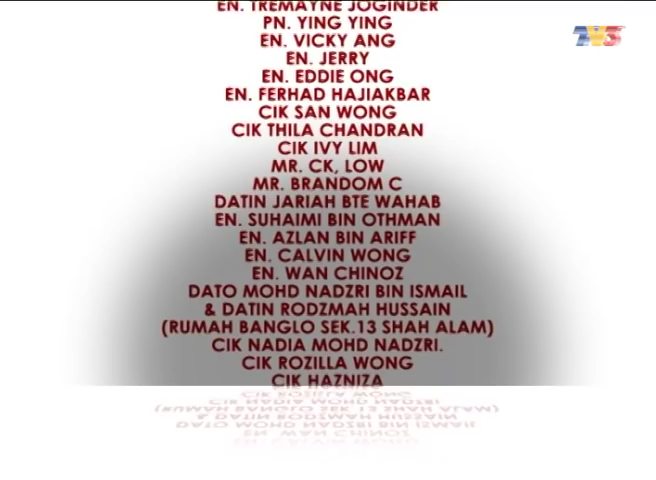 EN. TREMAYNE JOGINDER
PN. YING YING
EN. VICKY ANG
EN. JERRY
EN. EDDIE ONG
EN. FERHAD HAJIAKBAR
CIK SAN WONG
CIK THILA CHANDRAN
CIK IVY LIM
MR. CK, LOW
MR. BRANDOM C
DATIN JARIAH BTE WAHAB
EN. SUHAIMI BIN OTHMAN
EN. AZLAN BIN ARIFF
EN. CALVIN WONG
EN. WAN CHINOZ
DATO MOHD NADZRI BIN ISMAIL
& DATIN RODZMAH HUSSAIN
(RUMAH BANGLO SEK.13 SHAH ALAM)
CIK NADIA MOHD NADZRI.
CIK ROZILLA WONG
CIK HAZNIZA